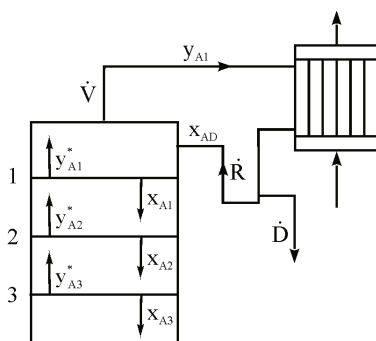 y_A1
V̇
x_AD
y*_A1
Ṙ
1
x_A1
y*_A2
Ḋ
2
x_A2
y*_A3
3
x_A3